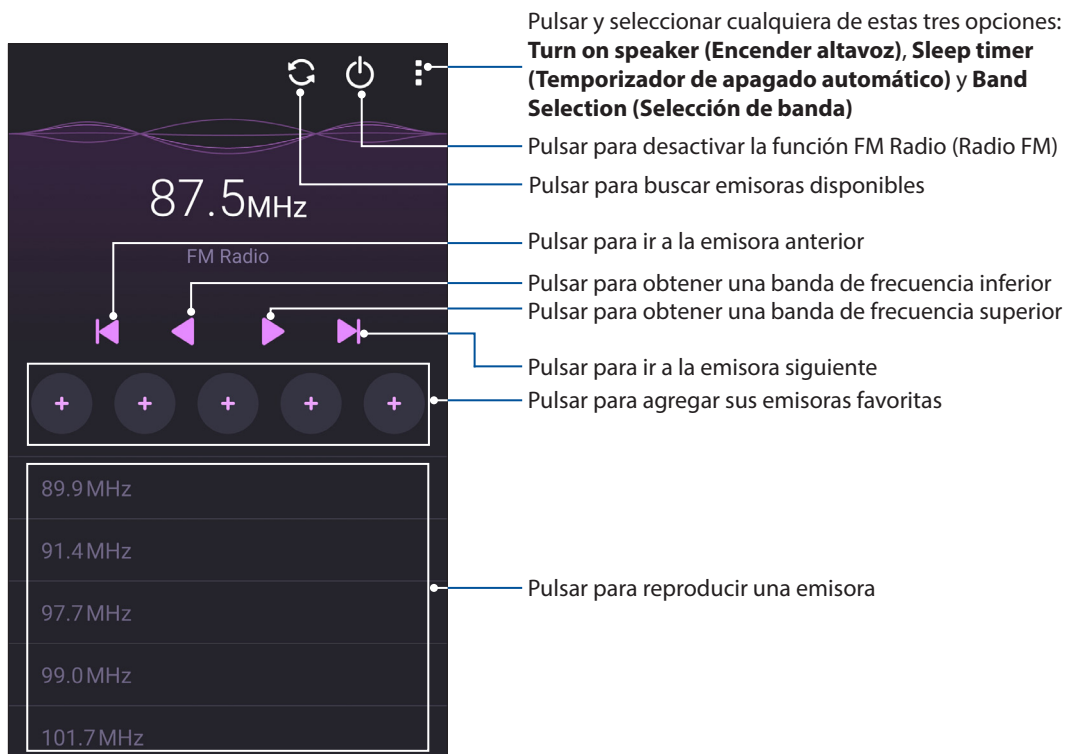 Pulsar y seleccionar cualquiera de estas tres opciones:
Turn on speaker (Encender altavoz), Sleep timer
(Temporizador de apagado automático) y Band
Selection (Selección de banda)
Pulsar para desactivar la función FM Radio (Radio FM)
Pulsar para buscar emisoras disponibles
87.5MHz
FM Radio
Pulsar para ir a la emisora anterior
Pulsar para obtener una banda de frecuencia inferior
Pulsar para obtener una banda de frecuencia superior
Pulsar para ir a la emisora siguiente
Pulsar para agregar sus emisoras favoritas
+ + + + +
89.9MHz
91.4MHz
97.7MHz
99.0MHz
101.7MHz
Pulsar para reproducir una emisora